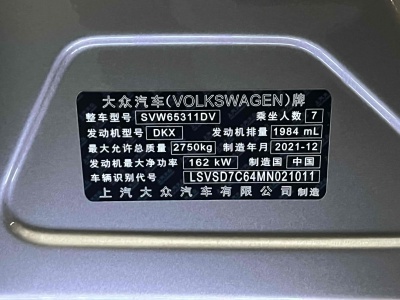 大众汽车(VOLKSWAGEN)牌
整车型号 SVW65311DV 乘坐人数 7
发动机型号 DKX 发动机排量 1984 mL
最大允许总质量 2750kg 制造年月 2021-12
发动机最大净功率 162 kW 制造国 中国
车辆识别代号 LSVSD7C64MN021011
上汽大众汽车有限公司 制造